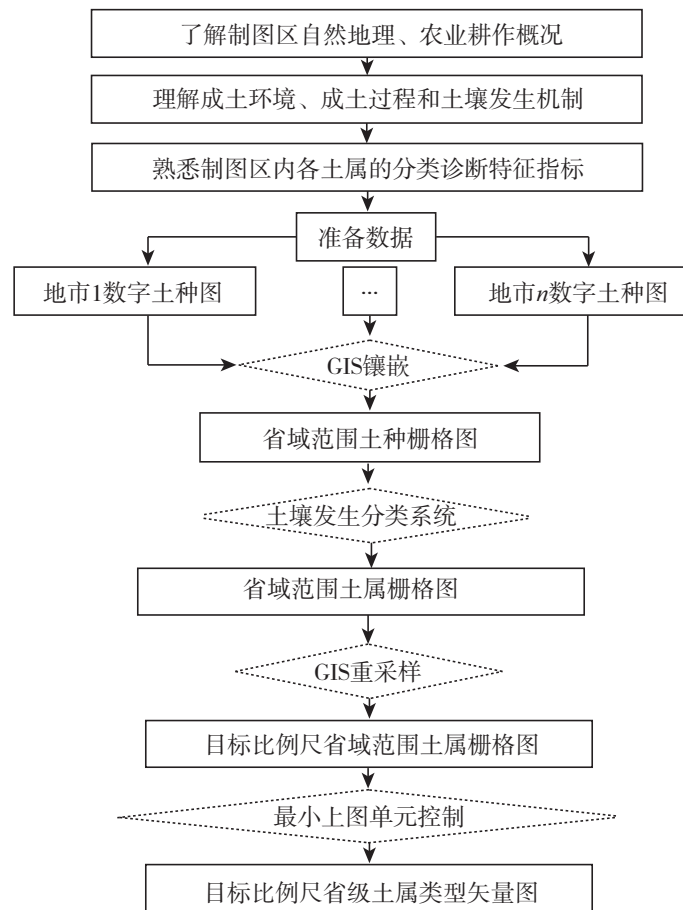 了解制图区自然地理、农业耕作概况
理解成土环境、成土过程和土壤发生机制
熟悉制图区内各土属的分类诊断特征指标
准备数据
地市1数字土种图
...
地市n数字土种图
GIS镶嵌
省域范围土种栅格图
土壤发生分类系统
省域范围土属栅格图
GIS重采样
目标比例尺省域范围土属栅格图
最小上图单元控制
目标比例尺省级土属类型矢量图